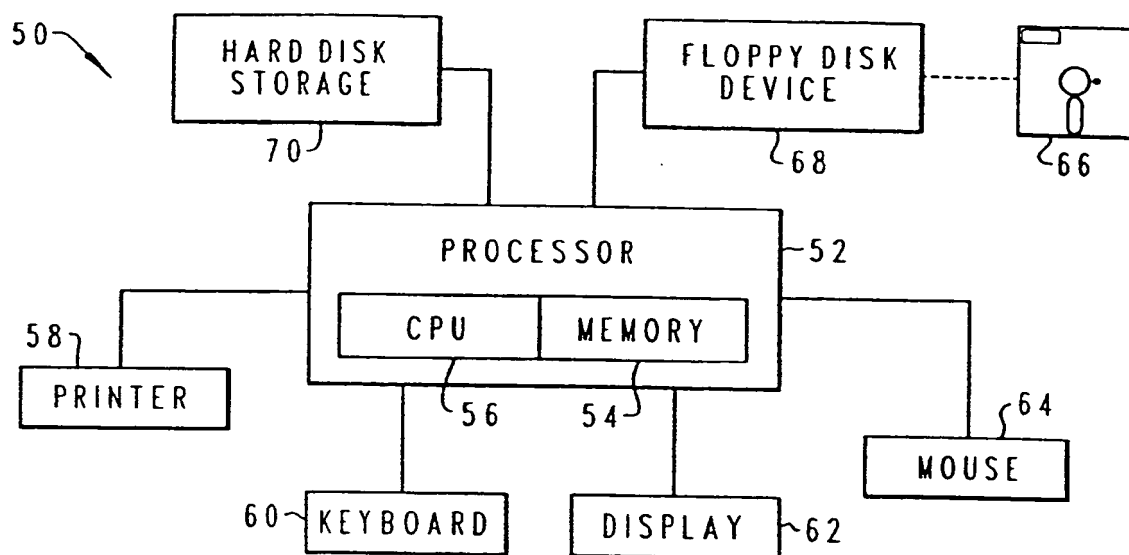 50
HARD DISK
STORAGE
70
FLOPPY DISK
DEVICE
68
66
PROCESSOR
52
CPU
MEMORY
56
54
58
PRINTER
64
MOUSE
60
KEYBOARD
DISPLAY
62